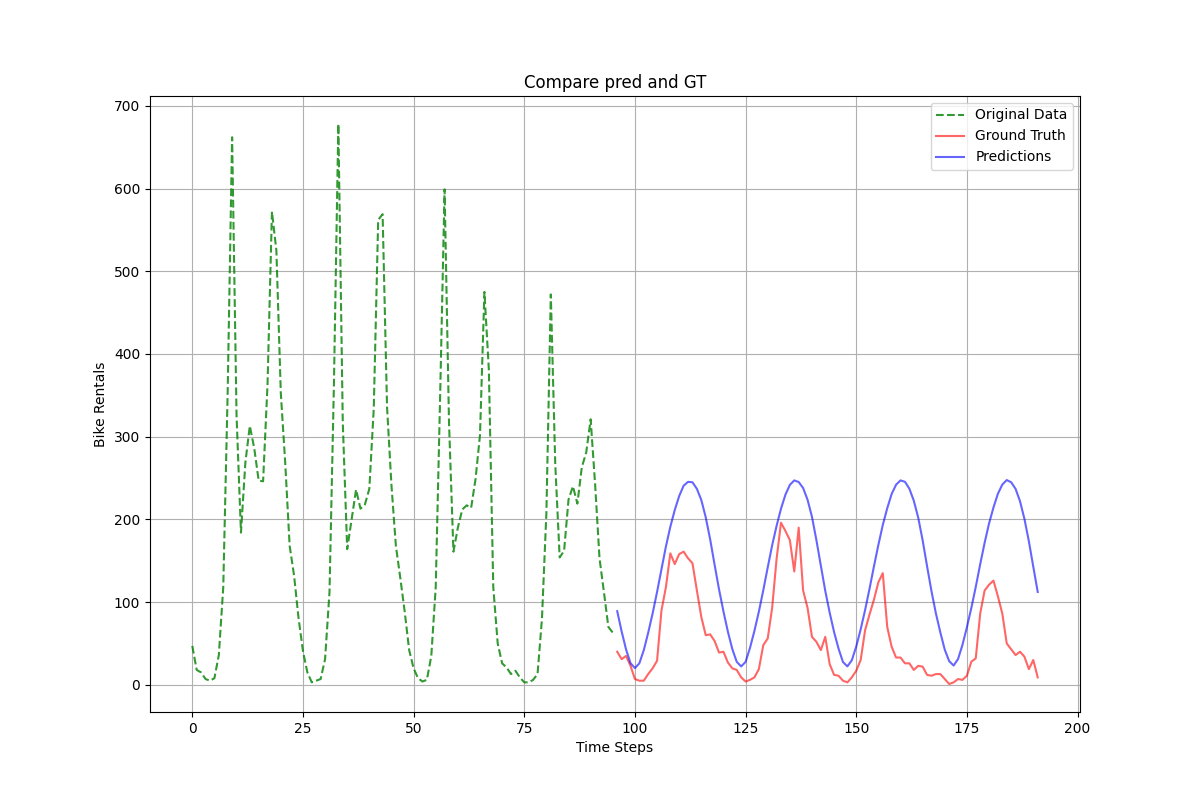 Compare pred and GT
700
600
500
400
300
200
100
0
Bike Rentals
Original Data
Ground Truth
Predictions
0 25 50 75 100 125 150 175 200
Time Steps